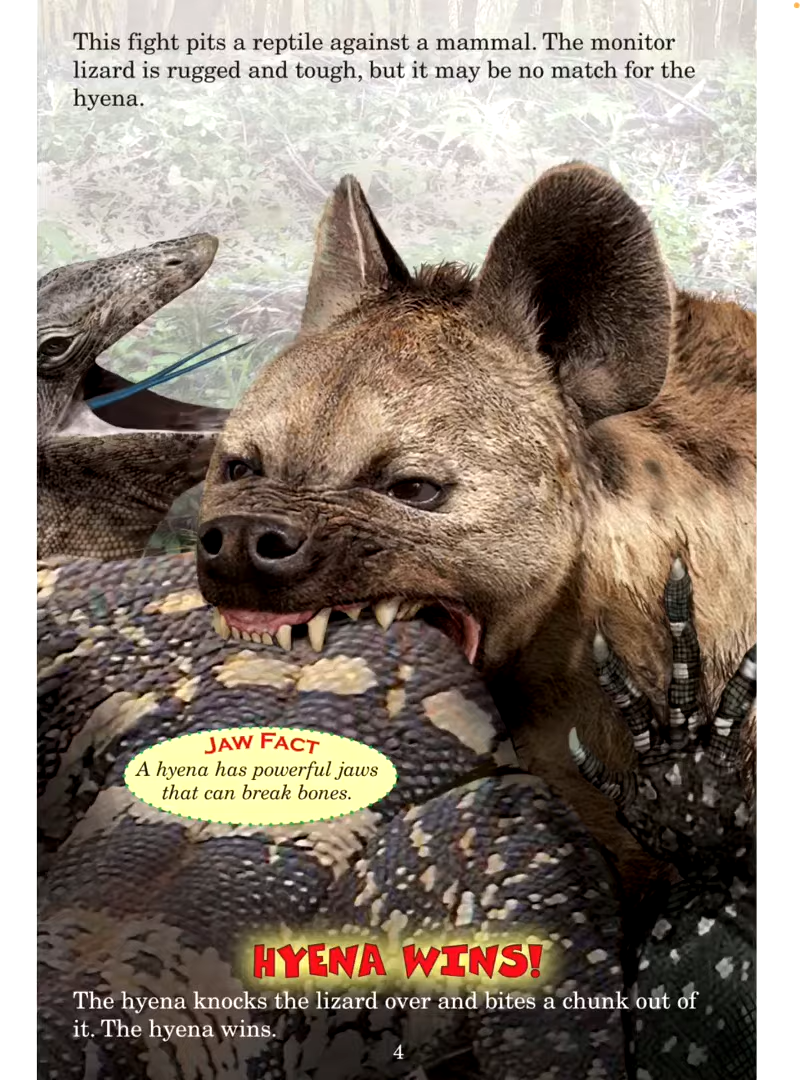 This fight pits a reptile against a mammal. The monitor
lizard is rugged and tough, but it may be no match for the
hyena.
JAW FACT
A hyena has powerful jaws
that can break bones.
HYENA WINS!
The hyena knocks the lizard over and bites a chunk out of
it. The hyena wins.
4